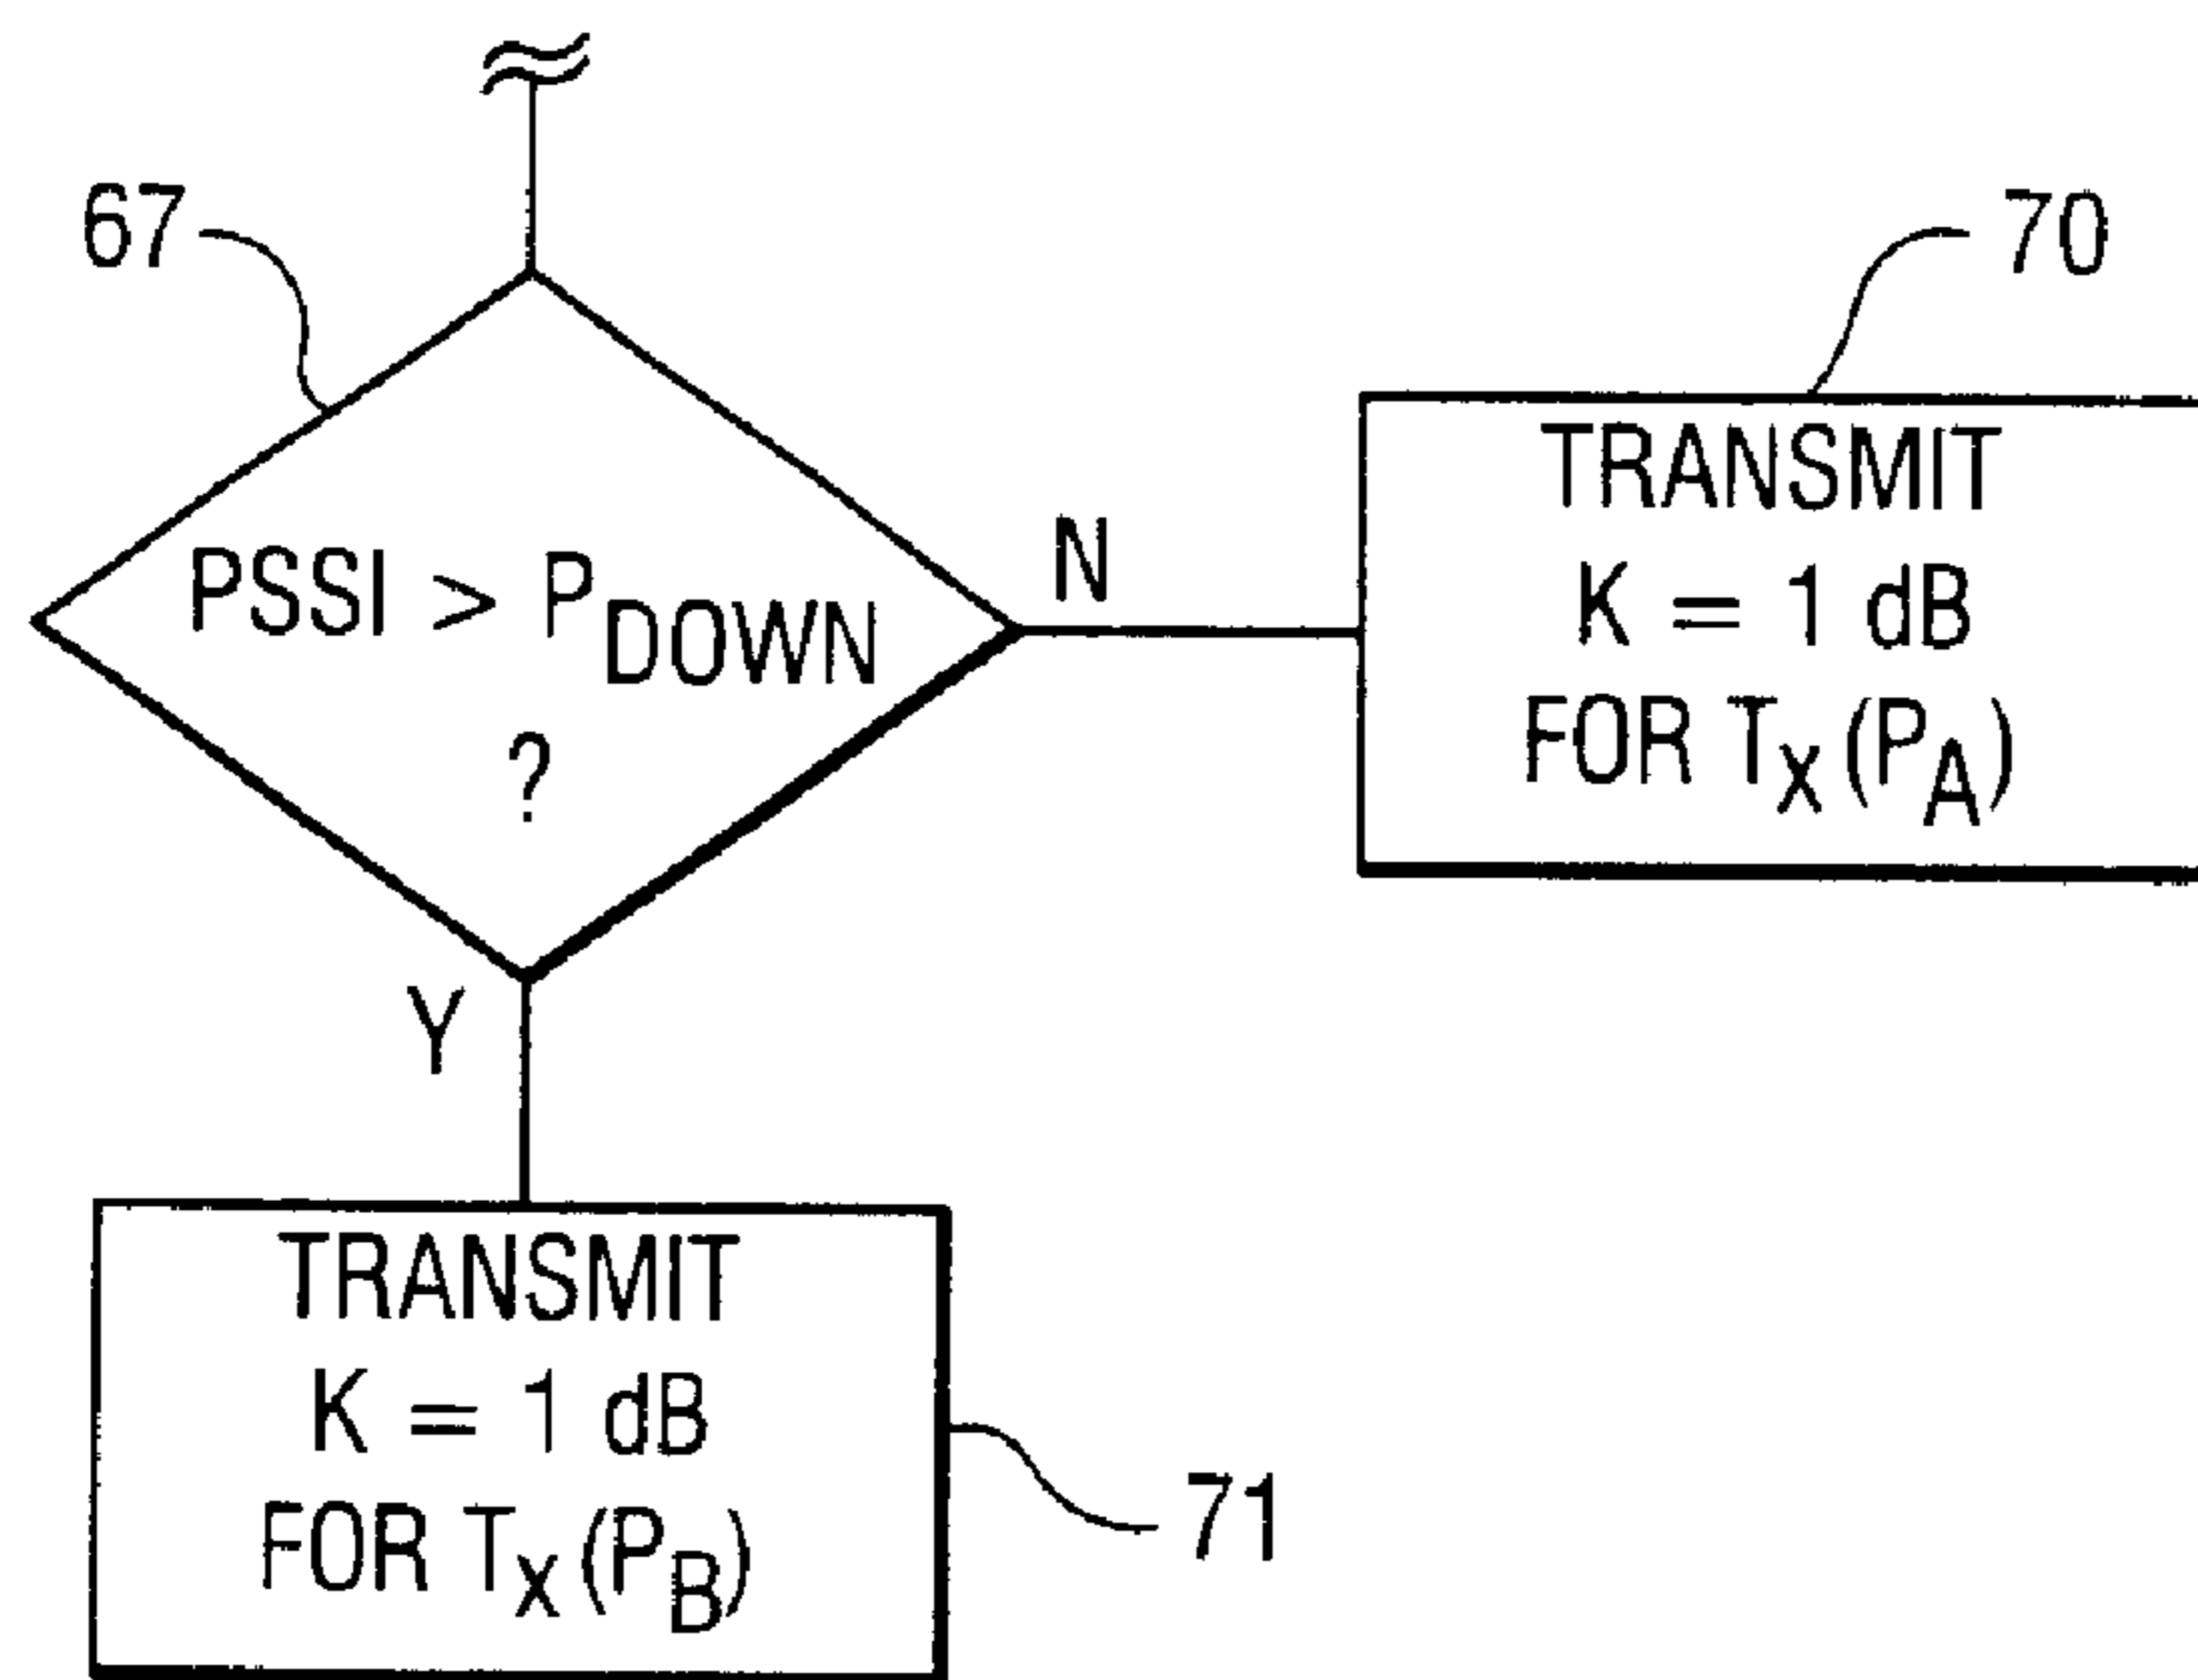 67
PSSI > PDOWN
?
N
Y
70
TRANSMIT
K = 1 dB
FOR TX(PA)
TRANSMIT
K = 1 dB
FOR TX(PB)
71